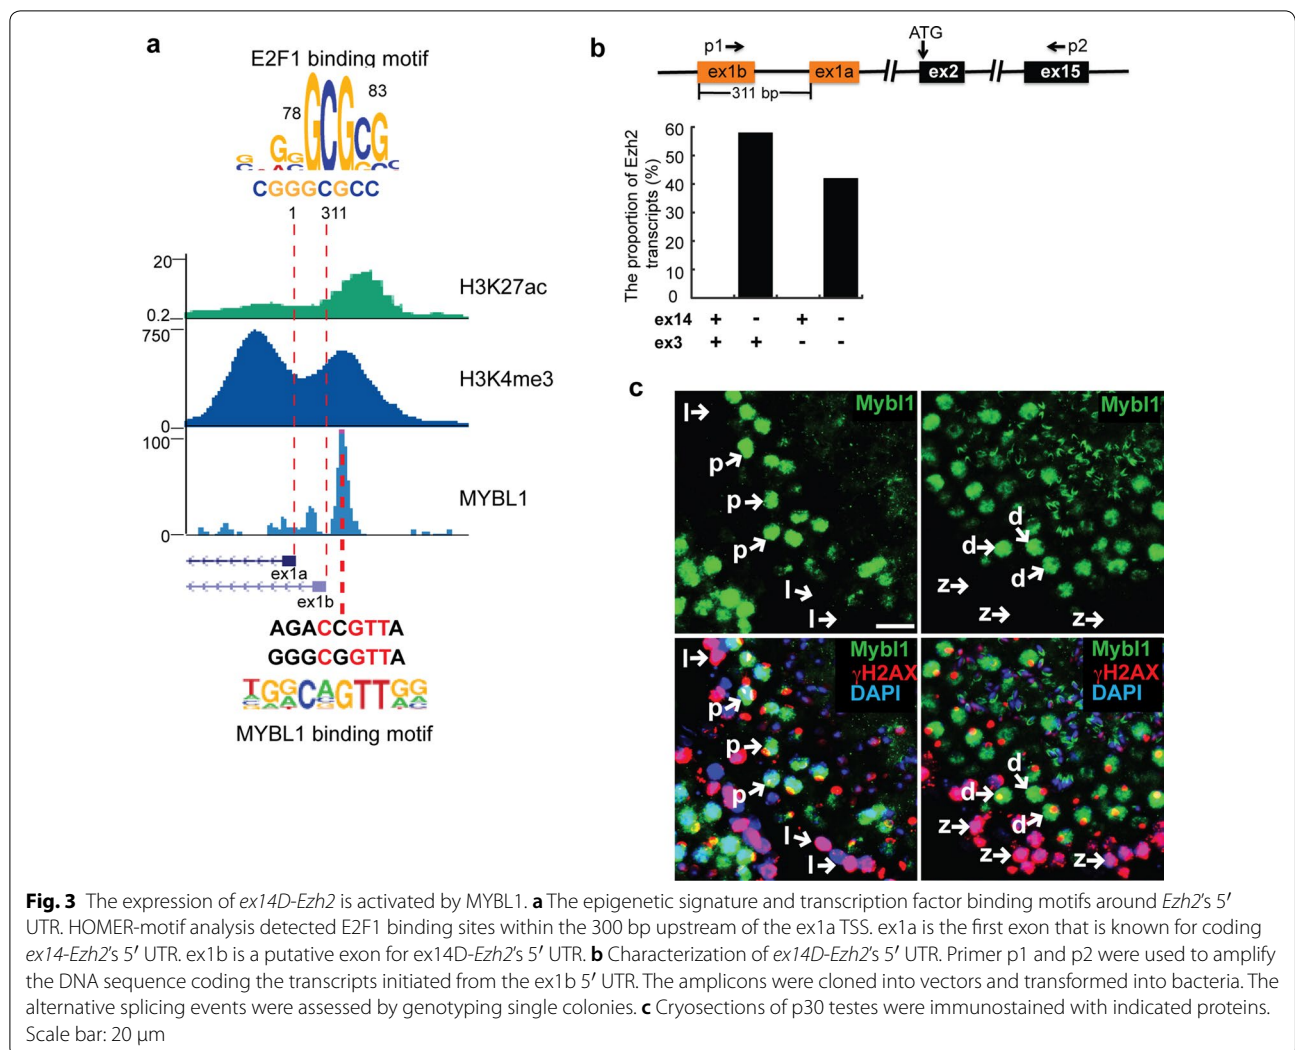 a
E2F1 binding motif
78
83
CGGGCGCC
1 311
20
0.2
H3K27ac
750
0
H3K4me3
100
0
MYBL1
ex1a
ex1b
AGACCGTTA
GGGCGGTTA
MYBL1 binding motif
b
ATG
p1 p2
ex1b ex1a ex2 ex15
311 bp
The proportion of Ezh2
transcripts (%)
60
50
40
30
20
10
0
ex14 + - + -
ex3 + + - -
c
Mybl1
l
p
p
p
l
l
Mybl1
d
d
d
z
z
z
Mybl1
γH2AX
DAPI
l
p
p
p
l
l
Mybl1
γH2AX
DAPI
d
d
d
z
z
z
Fig. 3 The expression of ex14D-Ezh2 is activated by MYBL1. a The epigenetic signature and transcription factor binding motifs around Ezh2's 5′
UTR. HOMER-motif analysis detected E2F1 binding sites within the 300 bp upstream of the ex1a TSS. ex1a is the first exon that is known for coding
ex14-Ezh2's 5′ UTR. ex1b is a putative exon for ex14D-Ezh2's 5′ UTR. b Characterization of ex14D-Ezh2's 5′ UTR. Primer p1 and p2 were used to amplify
the DNA sequence coding the transcripts initiated from the ex1b 5′ UTR. The amplicons were cloned into vectors and transformed into bacteria. The
alternative splicing events were assessed by genotyping single colonies. c Cryosections of p30 testes were immunostained with indicated proteins.
Scale bar: 20 μm